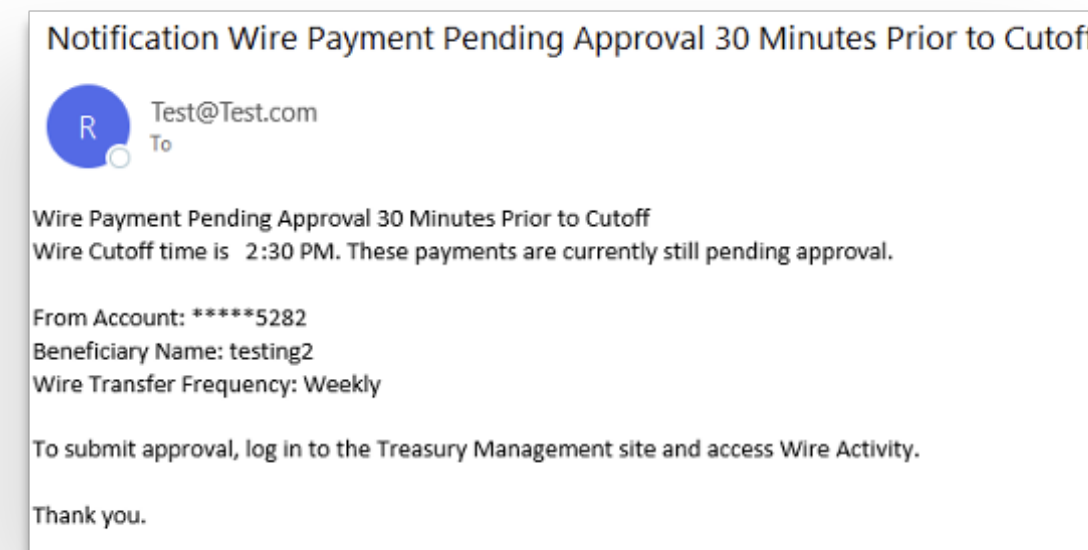 Notification Wire Payment Pending Approval 30 Minutes Prior to Cutoff
R
Test@Test.com
To
Wire Payment Pending Approval 30 Minutes Prior to Cutoff
Wire Cutoff time is 2:30 PM. These payments are currently still pending approval.
From Account: *****5282
Beneficiary Name: testing2
Wire Transfer Frequency: Weekly
To submit approval, log in to the Treasury Management site and access Wire Activity.
Thank you.